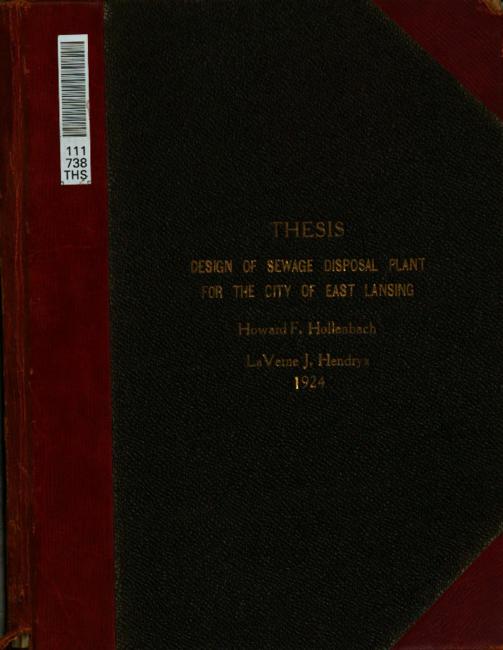 111
738
THS
THESIS
DESIGN OF SEWAGE DISPOSAL PLANT
FOR THE CITY OF EAST LANSING
Howard F. Hollenbach
LaVerne J. Hendryx
1924